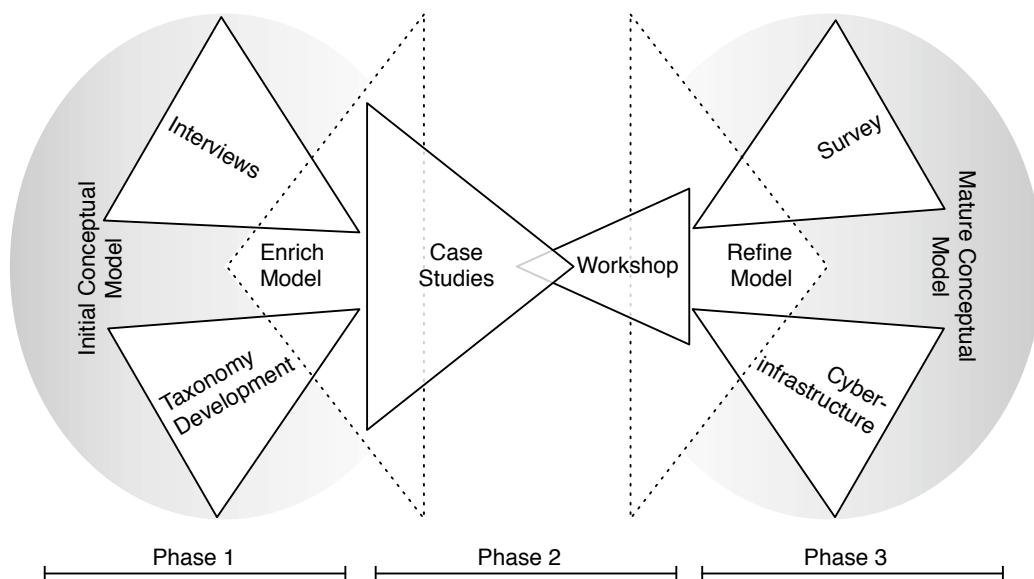 Initial Conceptual
Model
Interviews
Taxonomy
Development
Enrich
Model
Case
Studies
Workshop
Refine
Model
Survey
Cyber-
infrastructure
Mature Conceptual
Model
Phase 1
Phase 2
Phase 3